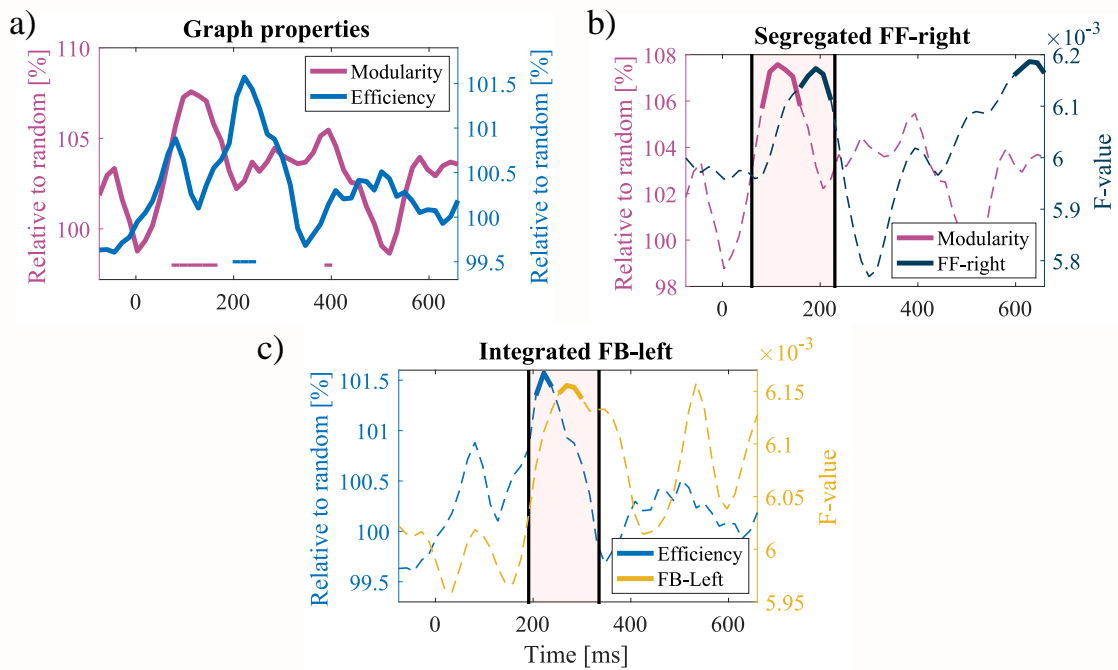 a)
Graph properties
Relative to random [%]
110
105
100
Modularity
Efficiency
101.5
101
100.5
100
99.5
Relative to random [%]
0
200
400
600
b)
Segregated FF-right
×10⁻³
Relative to random [%]
108
106
104
102
100
98
6.2
6.1
6
5.9
5.8
F-value
Modularity
FF-right
0
200
400
600
c)
Integrated FB-left
×10⁻³
Relative to random [%]
101.5
101
100.5
100
99.5
6.15
6.1
6.05
6
5.95
F-value
Efficiency
FB-Left
0
200
400
600
Time [ms]